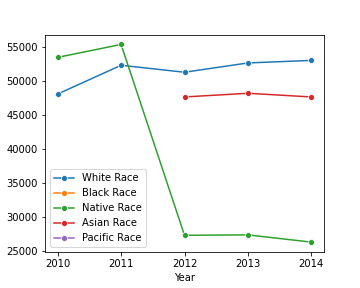 55000
50000
45000
40000
35000
30000
25000
White Race
Black Race
Native Race
Asian Race
Pacific Race
2010 2011 2012 2013 2014
Year